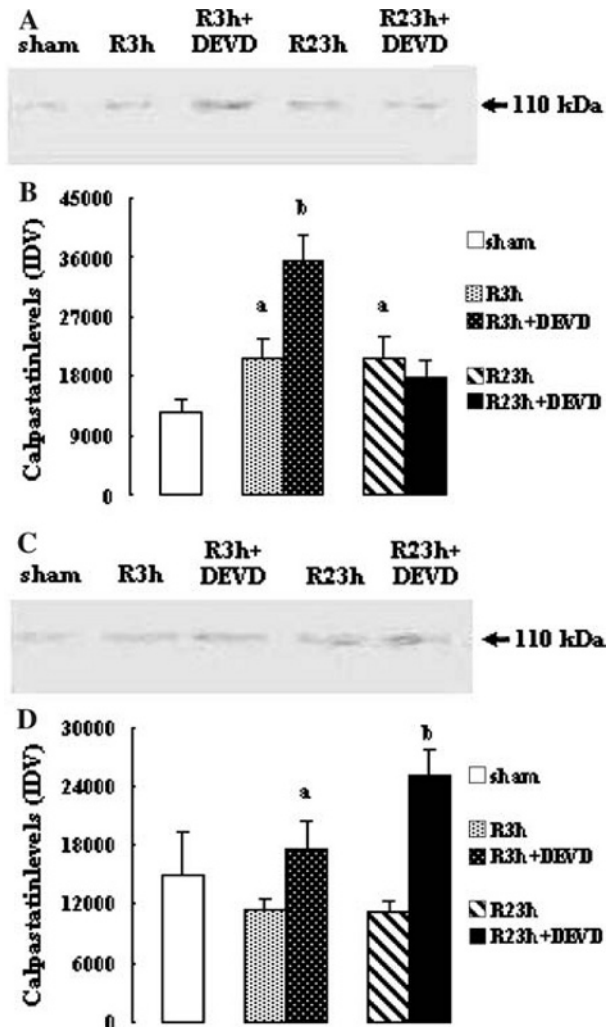 A
sham R3h R3h+ DEVD R23h R23h+ DEVD
110 kDa
B
Calpastatinlevels (IDV)
45000
36000
27000
18000
9000
0
a
b
a
sham
R3h
R3h+DEVD
R23h
R23h+DEVD
C
sham R3h R3h+ DEVD R23h R23h+ DEVD
110 kDa
D
Calpastatinlevels (IDV)
30000
24000
18000
12000
6000
0
a
b
sham
R3h
R3h+DEVD
R23h
R23h+DEVD